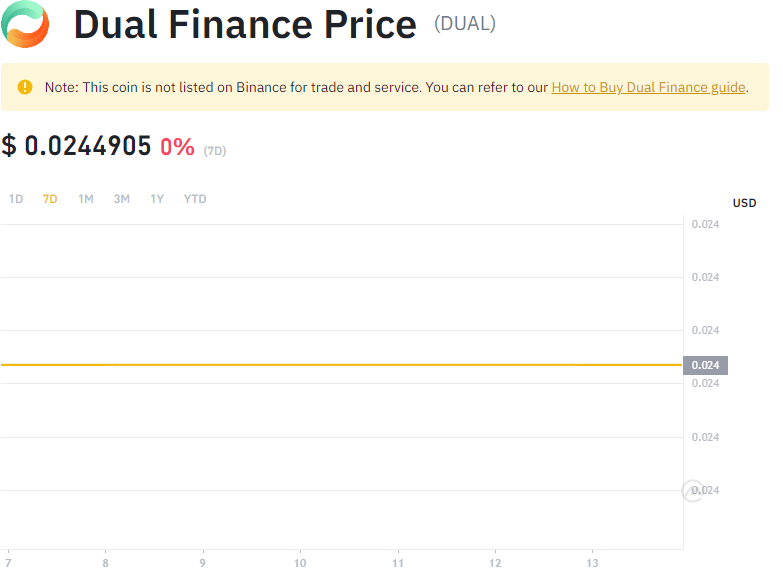 Dual Finance Price (DUAL)
Note: This coin is not listed on Binance for trade and service. You can refer to our How to Buy Dual Finance guide.
$ 0.0244905 0% (7D)
1D 7D 1M 3M 1Y YTD
USD
0.024
0.024
0.024
0.024
0.024
0.024
0.024
7 8 9 10 11 12 13